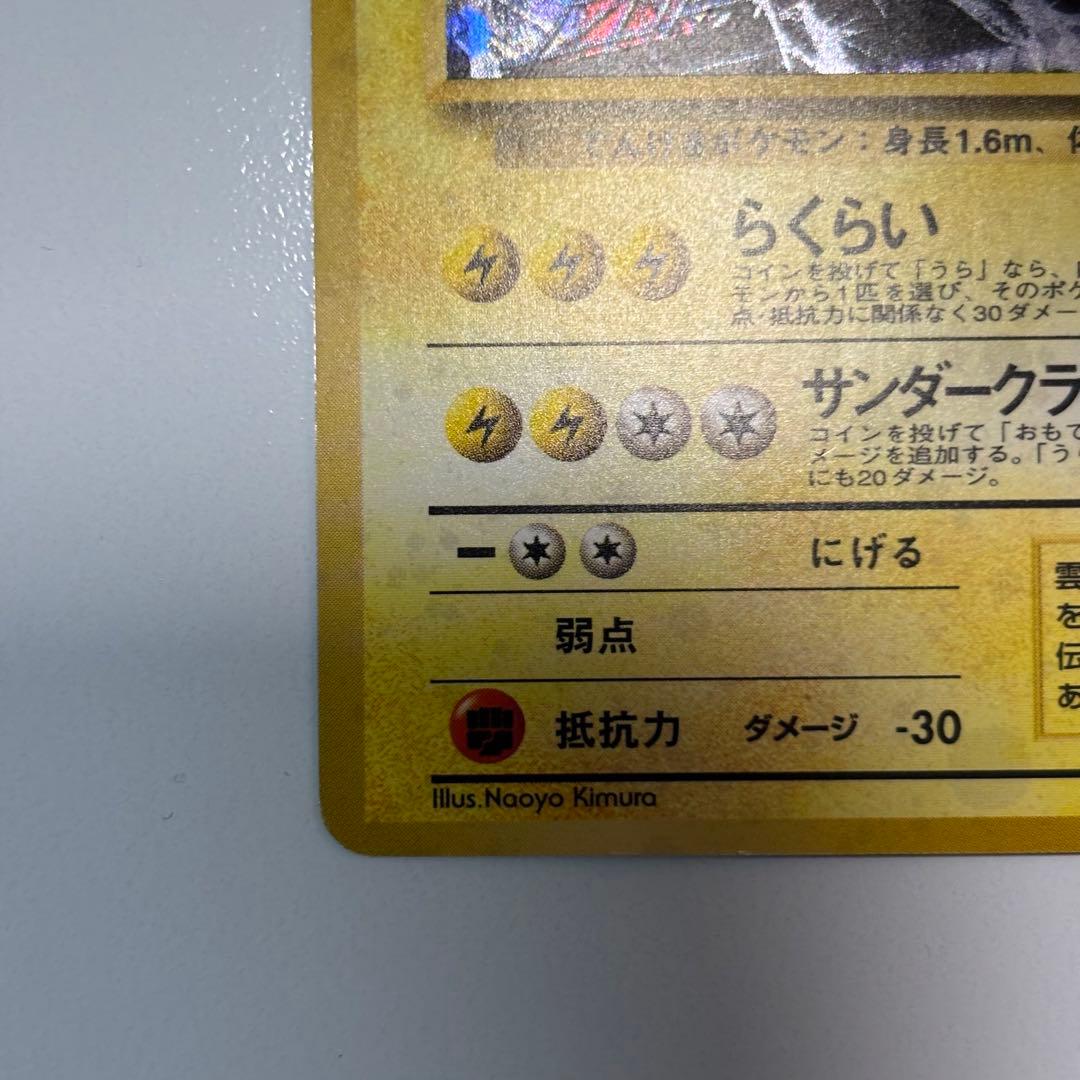 でんげきポケモン：身長1.6m、
らくらい
コインを投げて「うら」なら、
モンから1匹を選び、そのポケ
点・抵抗力に関係なく30ダメー
サンダークラ
コインを投げて「おもて
メージを追加する。「うら
にも20ダメージ。
にげる
雲
を
伝
あ
弱点
抵抗力 ダメージ -30
Illus.Naoyo Kimura